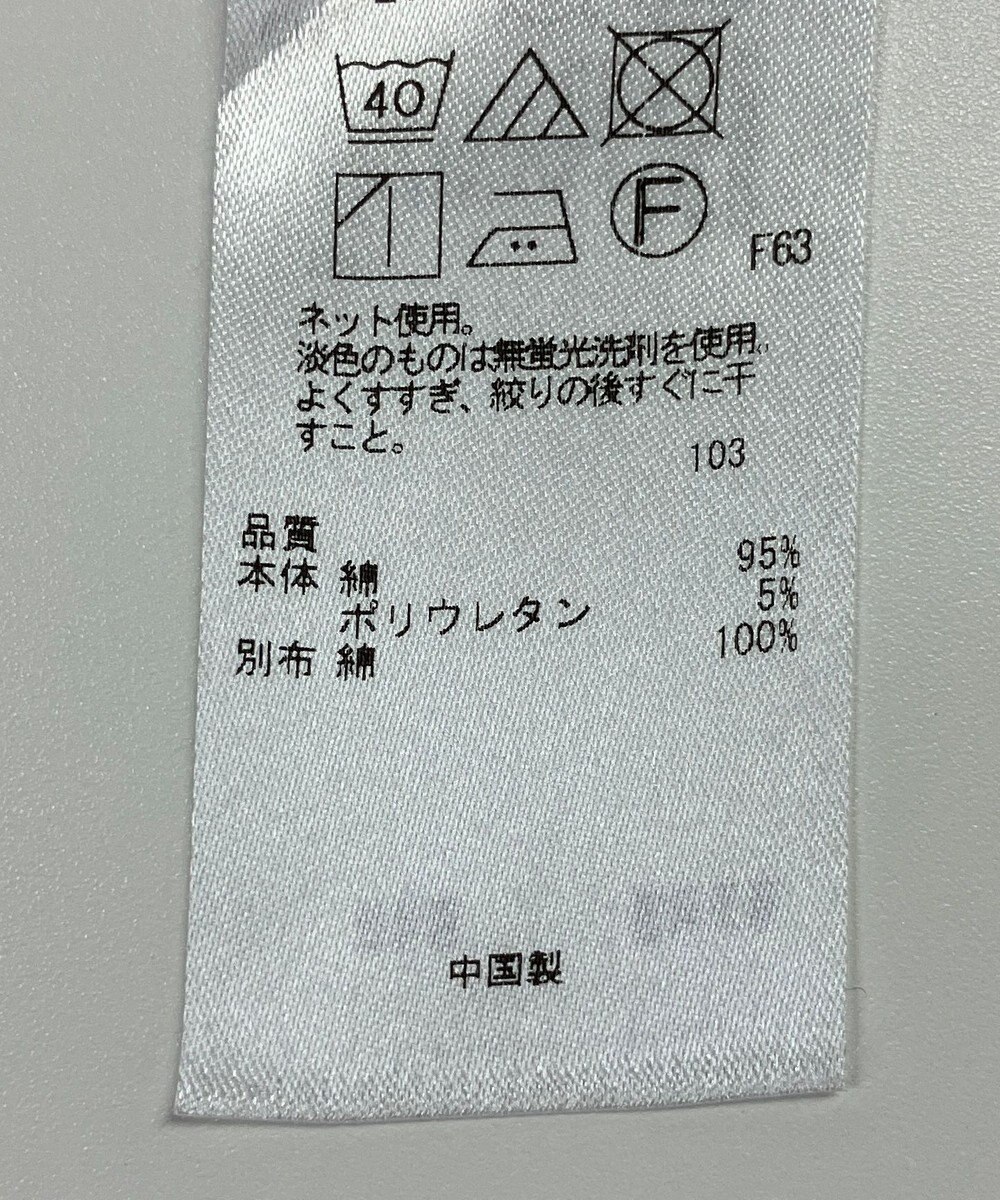 40
F
F63
ネット使用。
淡色のものは無蛍光洗剤を使用。
よくすすぎ、絞りの後すぐに干
すこと。
103
品質
本体 綿 95%
ポリウレタン 5%
別布 綿 100%
中国製